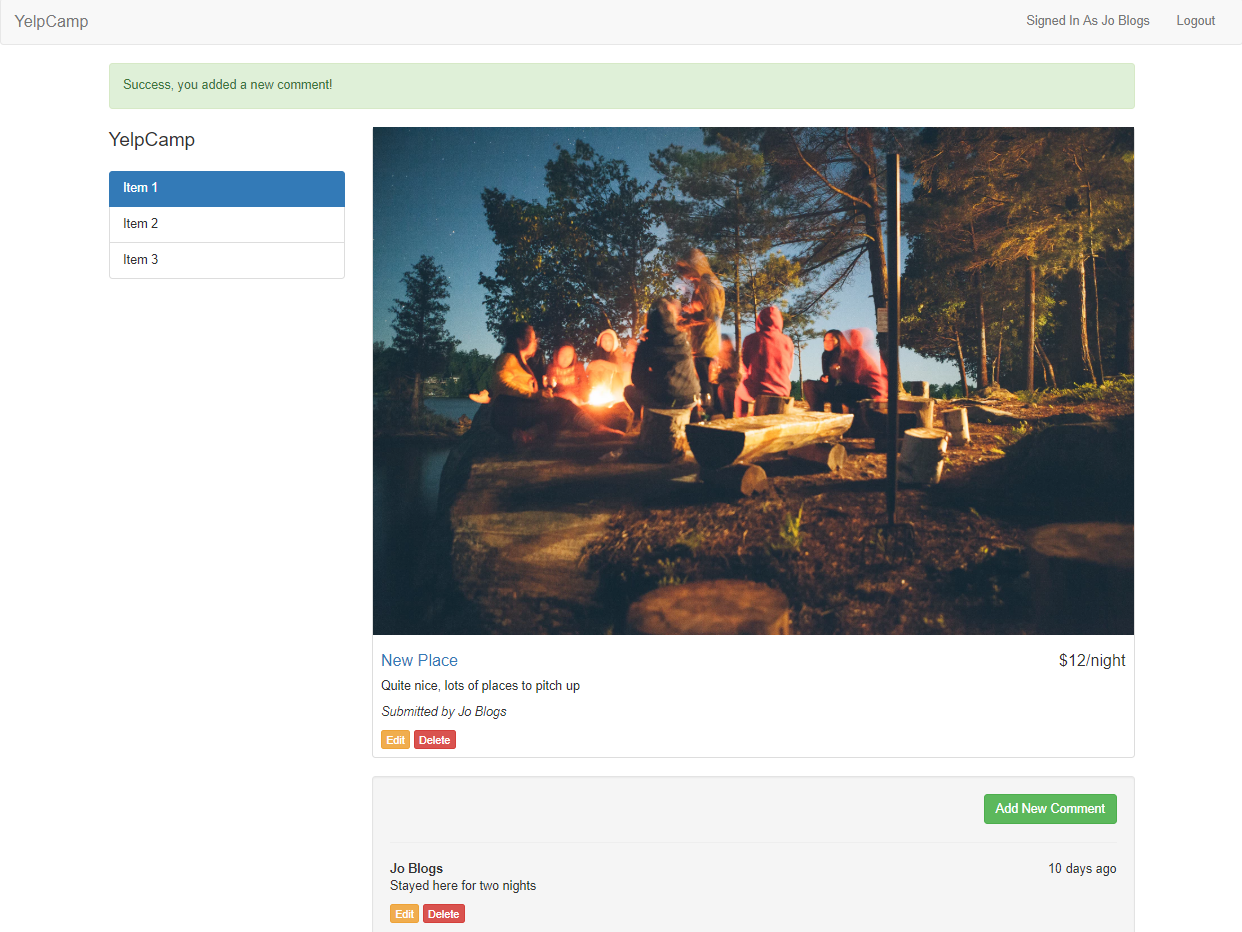 YelpCamp
Signed In As Jo Blogs
Logout
Success, you added a new comment!
YelpCamp
Item 1
Item 2
Item 3
New Place
$12/night
Quite nice, lots of places to pitch up
Submitted by Jo Blogs
Edit Delete
Add New Comment
Jo Blogs
10 days ago
Stayed here for two nights
Edit Delete